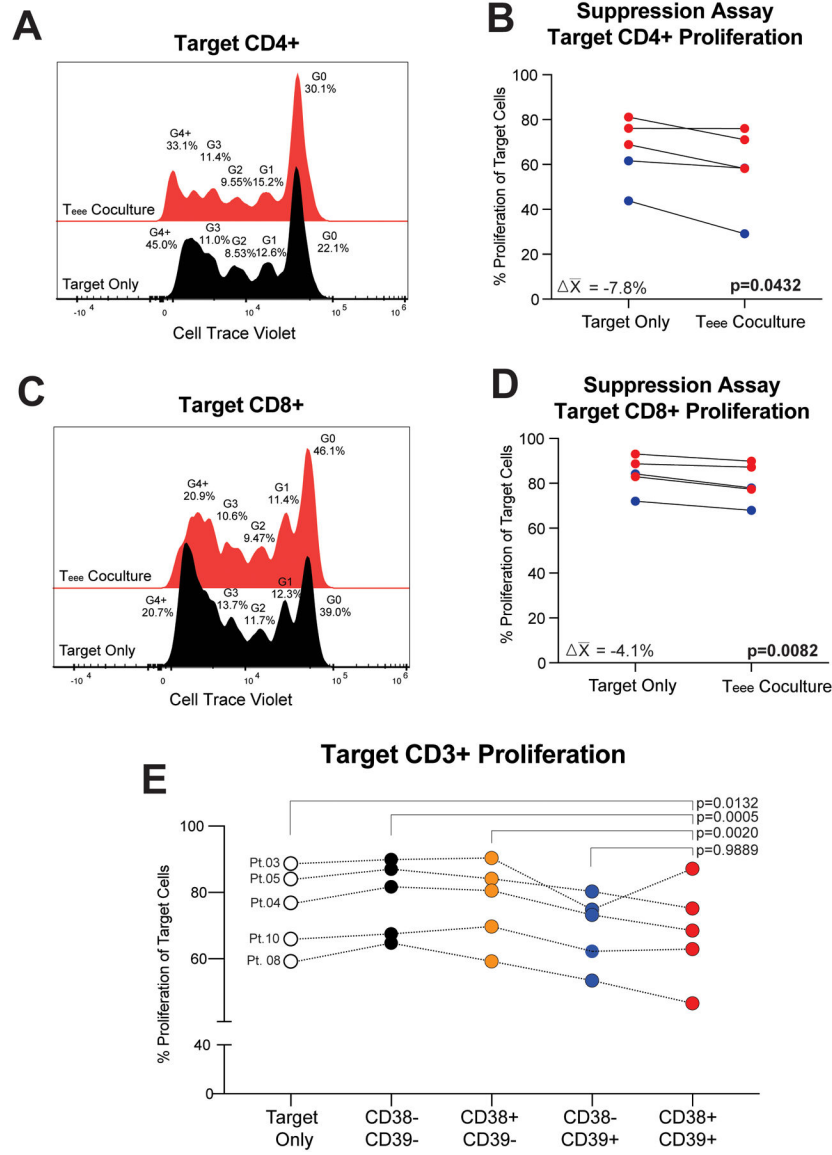 A
Target CD4+
G0
30.1%
G4+
33.1%
G3
11.4%
G2
9.55%
G1
15.2%
Teee Coculture
G4+
45.0%
G3
11.0%
G2
8.53%
G1
12.6%
G0
22.1%
Target Only
-10 4
0
10 4
10 5
10 6
Cell Trace Violet
B
Suppression Assay
Target CD4+ Proliferation
% Proliferation of Target Cells
100
80
60
40
20
0
ΔX̅ = -7.8%
p=0.0432
Target Only
Teee Coculture
C
Target CD8+
G0
46.1%
G4+
20.9%
G3
10.6%
G2
9.47%
G1
11.4%
Teee Coculture
G4+
20.7%
G3
13.7%
G2
11.7%
G1
12.3%
G0
39.0%
Target Only
-10 4
0
10 4
10 5
10 6
Cell Trace Violet
D
Suppression Assay
Target CD8+ Proliferation
% Proliferation of Target Cells
100
80
60
40
20
0
ΔX̅ = -4.1%
p=0.0082
Target Only
Teee Coculture
E
Target CD3+ Proliferation
p=0.0132
p=0.0005
p=0.0020
p=0.9889
% Proliferation of Target Cells
100
80
60
40
0
Pt.03
Pt.05
Pt.04
Pt.10
Pt. 08
Target
Only
CD38-
CD39-
CD38+
CD39-
CD38-
CD39+
CD38+
CD39+